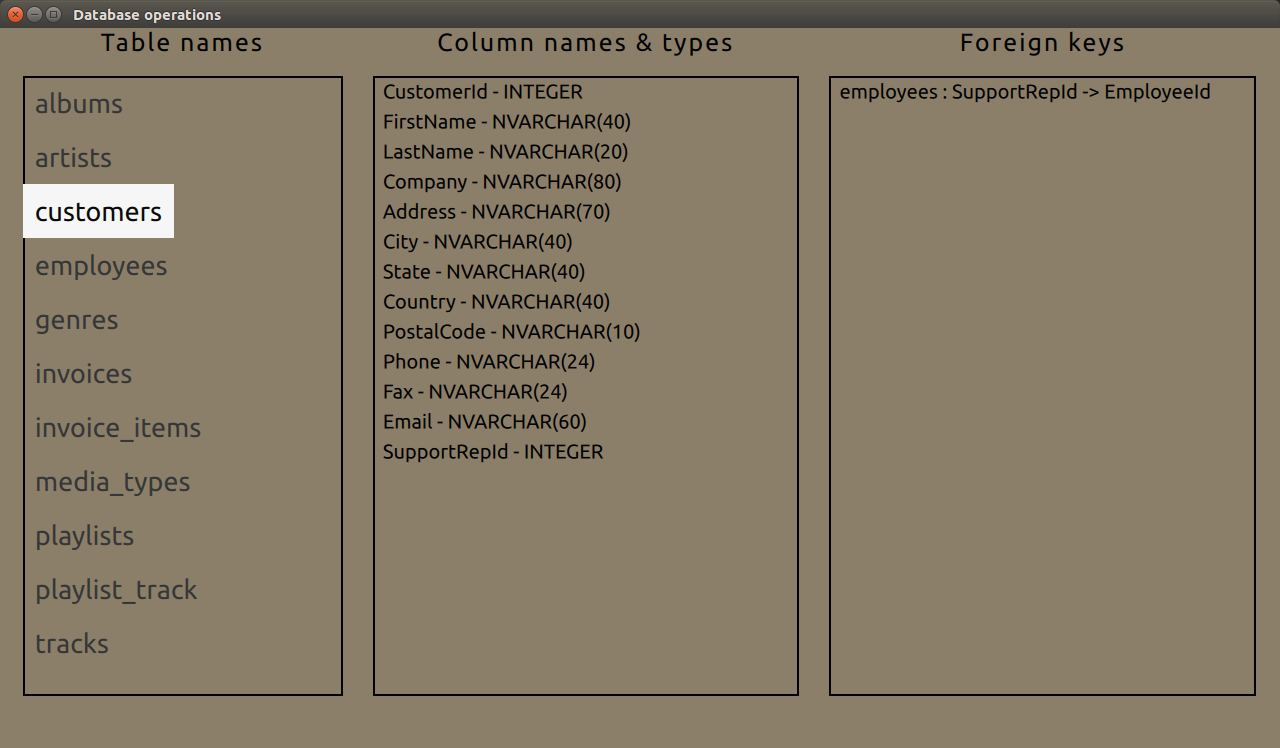 Database operations
Table names
albums
artists
customers
employees
genres
invoices
invoice_items
media_types
playlists
playlist_track
tracks
Column names & types
CustomerId - INTEGER
FirstName - NVARCHAR(40)
LastName - NVARCHAR(20)
Company - NVARCHAR(80)
Address - NVARCHAR(70)
City - NVARCHAR(40)
State - NVARCHAR(40)
Country - NVARCHAR(40)
PostalCode - NVARCHAR(10)
Phone - NVARCHAR(24)
Fax - NVARCHAR(24)
Email - NVARCHAR(60)
SupportRepId - INTEGER
Foreign keys
employees : SupportRepId -> EmployeeId